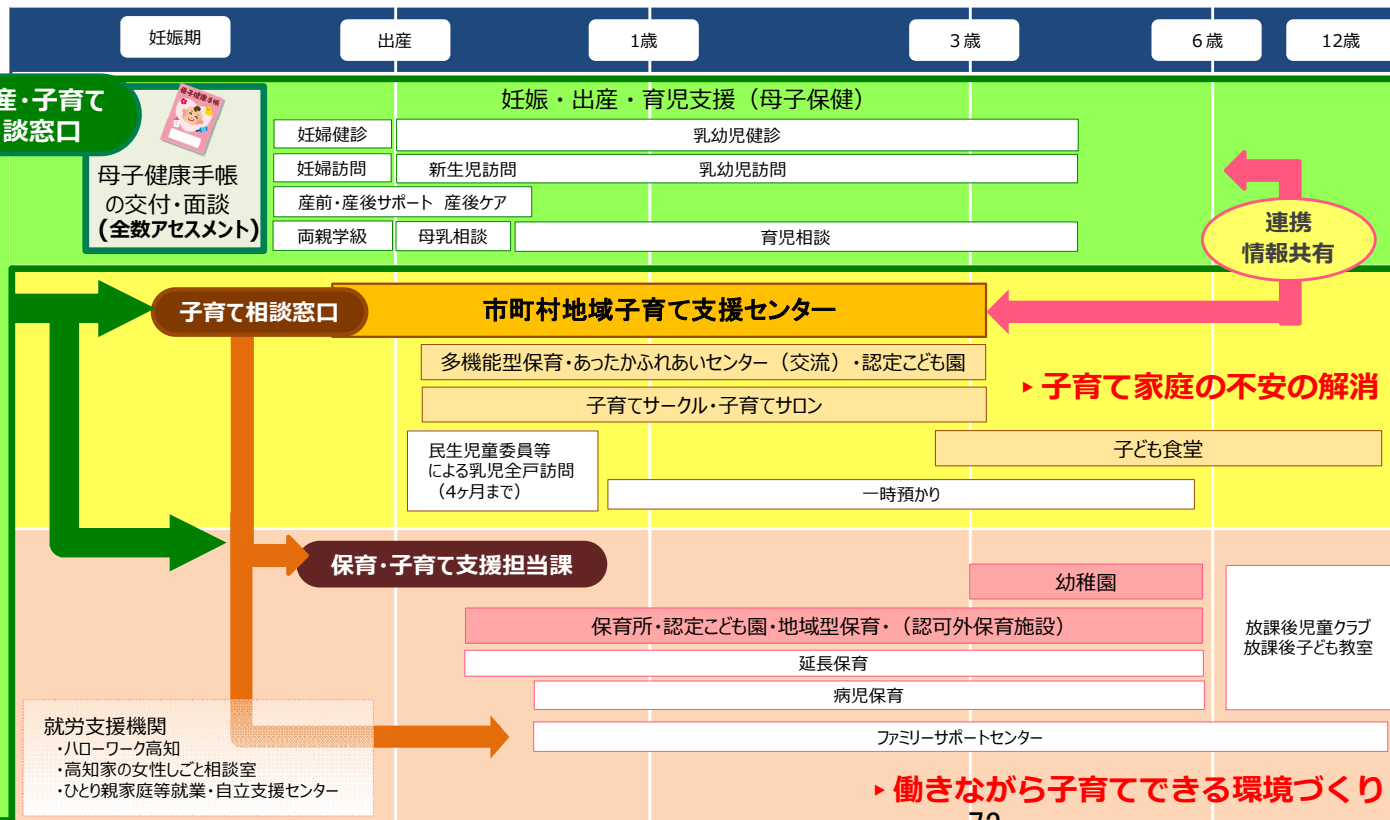 妊娠期
出産
1歳
3歳
6歳
12歳
産・子育て
談窓口
母子健康手帳
母子健康手帳
の交付・面談
(全数アセスメント)
妊娠・出産・育児支援（母子保健）
妊婦健診
乳幼児健診
妊婦訪問
新生児訪問
乳幼児訪問
産前・産後サポート 産後ケア
両親学級
母乳相談
育児相談
連携
情報共有
子育て相談窓口
市町村地域子育て支援センター
多機能型保育・あったかふれあいセンター（交流）・認定こども園
▸子育て家庭の不安の解消
子育てサークル・子育てサロン
民生児童委員等
による乳児全戸訪問
（4ヶ月まで）
子ども食堂
一時預かり
保育・子育て支援担当課
幼稚園
保育所・認定こども園・地域型保育・（認可外保育施設）
放課後児童クラブ
放課後子ども教室
延長保育
病児保育
就労支援機関
・ハローワーク高知
・高知家の女性しごと相談室
・ひとり親家庭等就業・自立支援センター
ファミリーサポートセンター
▸働きながら子育てできる環境づくり